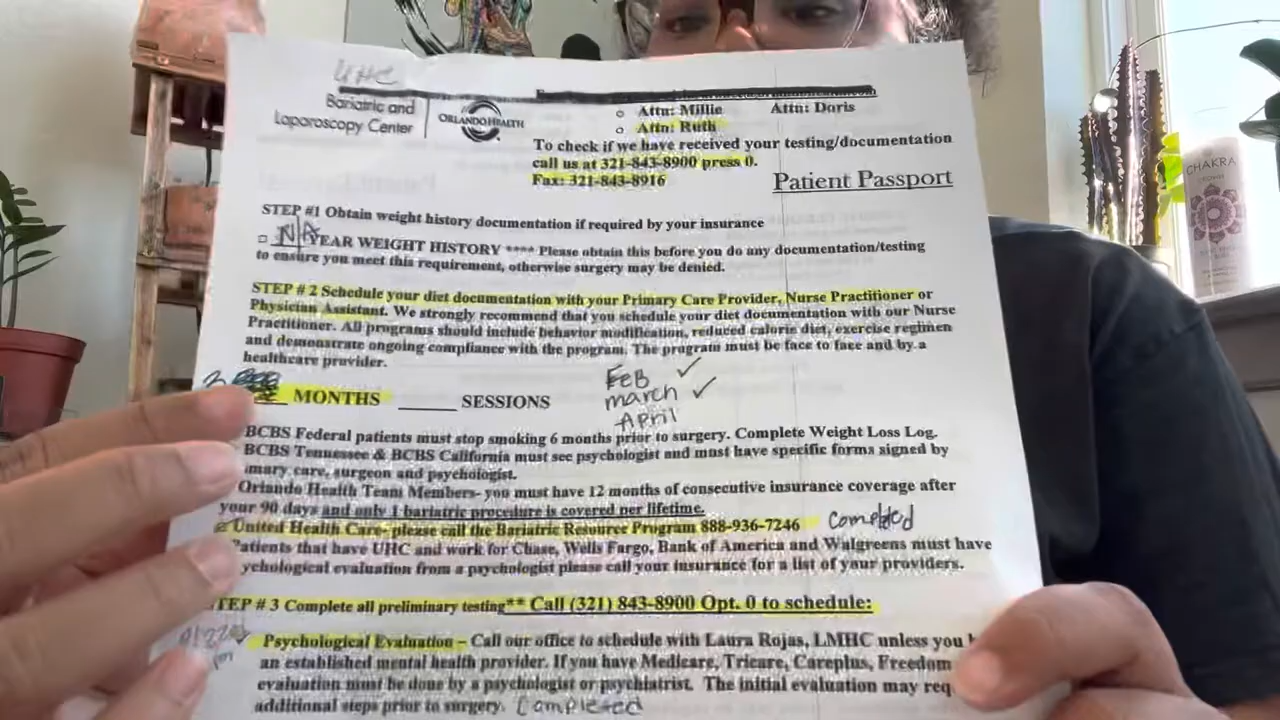 UHC
Bariatric and
Laporoscopy Center
ORLANDO HEALTH
Attn: Millie Attn: Doris
Attn: Ruth
To check if we have received your testing/documentation
call us at 321-843-8900 press 0.
Fax: 321-843-8916
Patient Passport
STEP #1 Obtain weight history documentation if required by your insurance
N/A YEAR WEIGHT HISTORY **** Please obtain this before you do any documentation/testing
to ensure you meet this requirement, otherwise surgery may be denied.
STEP # 2 Schedule your diet documentation with your Primary Care Provider, Nurse Practitioner or
Physician Assistant. We strongly recommend that you schedule your diet documentation with our Nurse
Practitioner. All programs should include behavior modification, reduced calorie diet, exercise regimen
and demonstrate ongoing compliance with the program. The program must be face to face and by a
healthcare provider.
Feb ✓
3 MONTHS ____ SESSIONS march ✓
April
BCBS Federal patients must stop smoking 6 months prior to surgery. Complete Weight Loss Log.
BCBS Tennessee & BCBS California must see psychologist and must have specific forms signed by
mary care, surgeon and psychologist.
Orlando Health Team Members- you must have 12 months of consecutive insurance coverage after
your 90 days and only 1 bariatric procedure is covered per lifetime.
United Health Care- please call the Bariatric Resource Program 888-936-7246 Completed
Patients that have UHC and work for Chase, Wells Fargo, Bank of America and Walgreens must have
ychological evaluation from a psychologist please call your insurance for a list of your providers.
TEP # 3 Complete all preliminary testing** Call (321) 843-8900 Opt. 0 to schedule:
Psychological Evaluation – Call our office to schedule with Laura Rojas, LMHC unless you
an established mental health provider. If you have Medicare, Tricare, Careplus, Freedom
evaluation must be done by a psychologist or psychiatrist. The initial evaluation may req
additional steps prior to surgery. Completed
CHAKRA